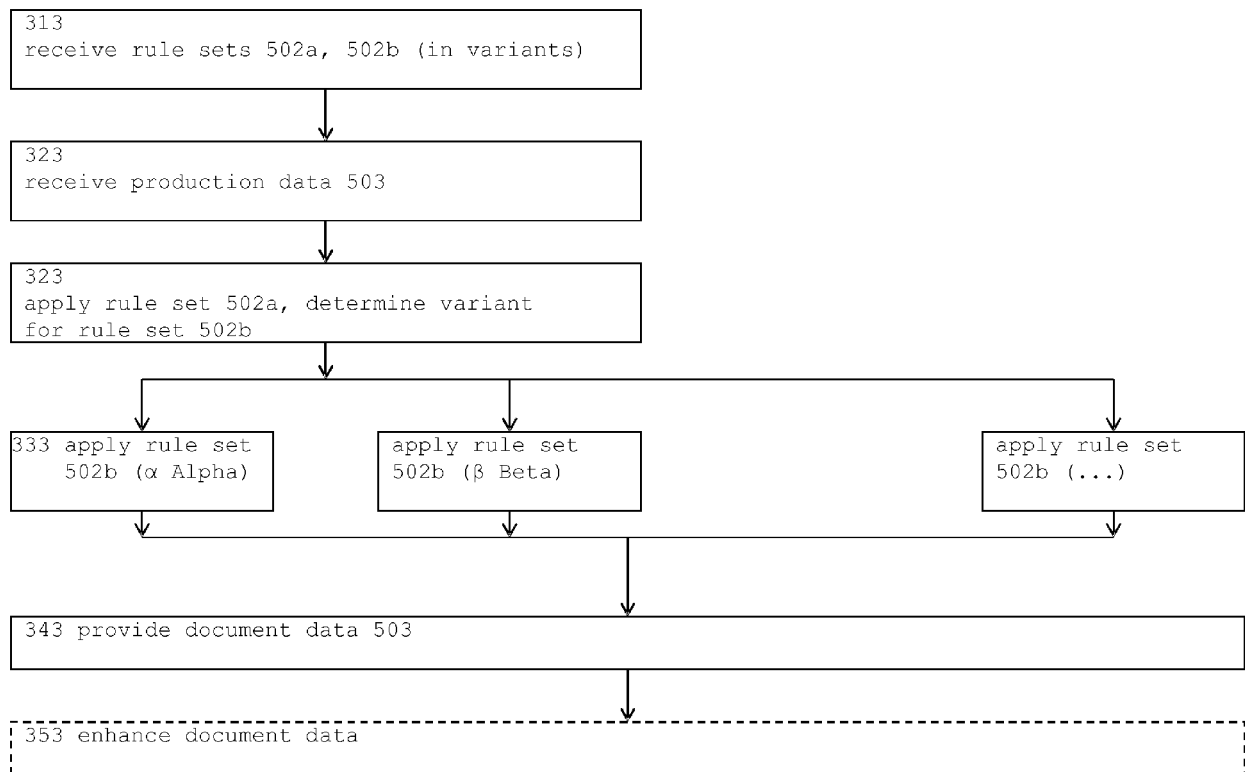 313
receive rule sets 502a, 502b (in variants)
323
receive production data 503
323
apply rule set 502a, determine variant
for rule set 502b
333 apply rule set
502b (α Alpha)
apply rule set
502b (β Beta)
apply rule set
502b (...)
343 provide document data 503
353 enhance document data